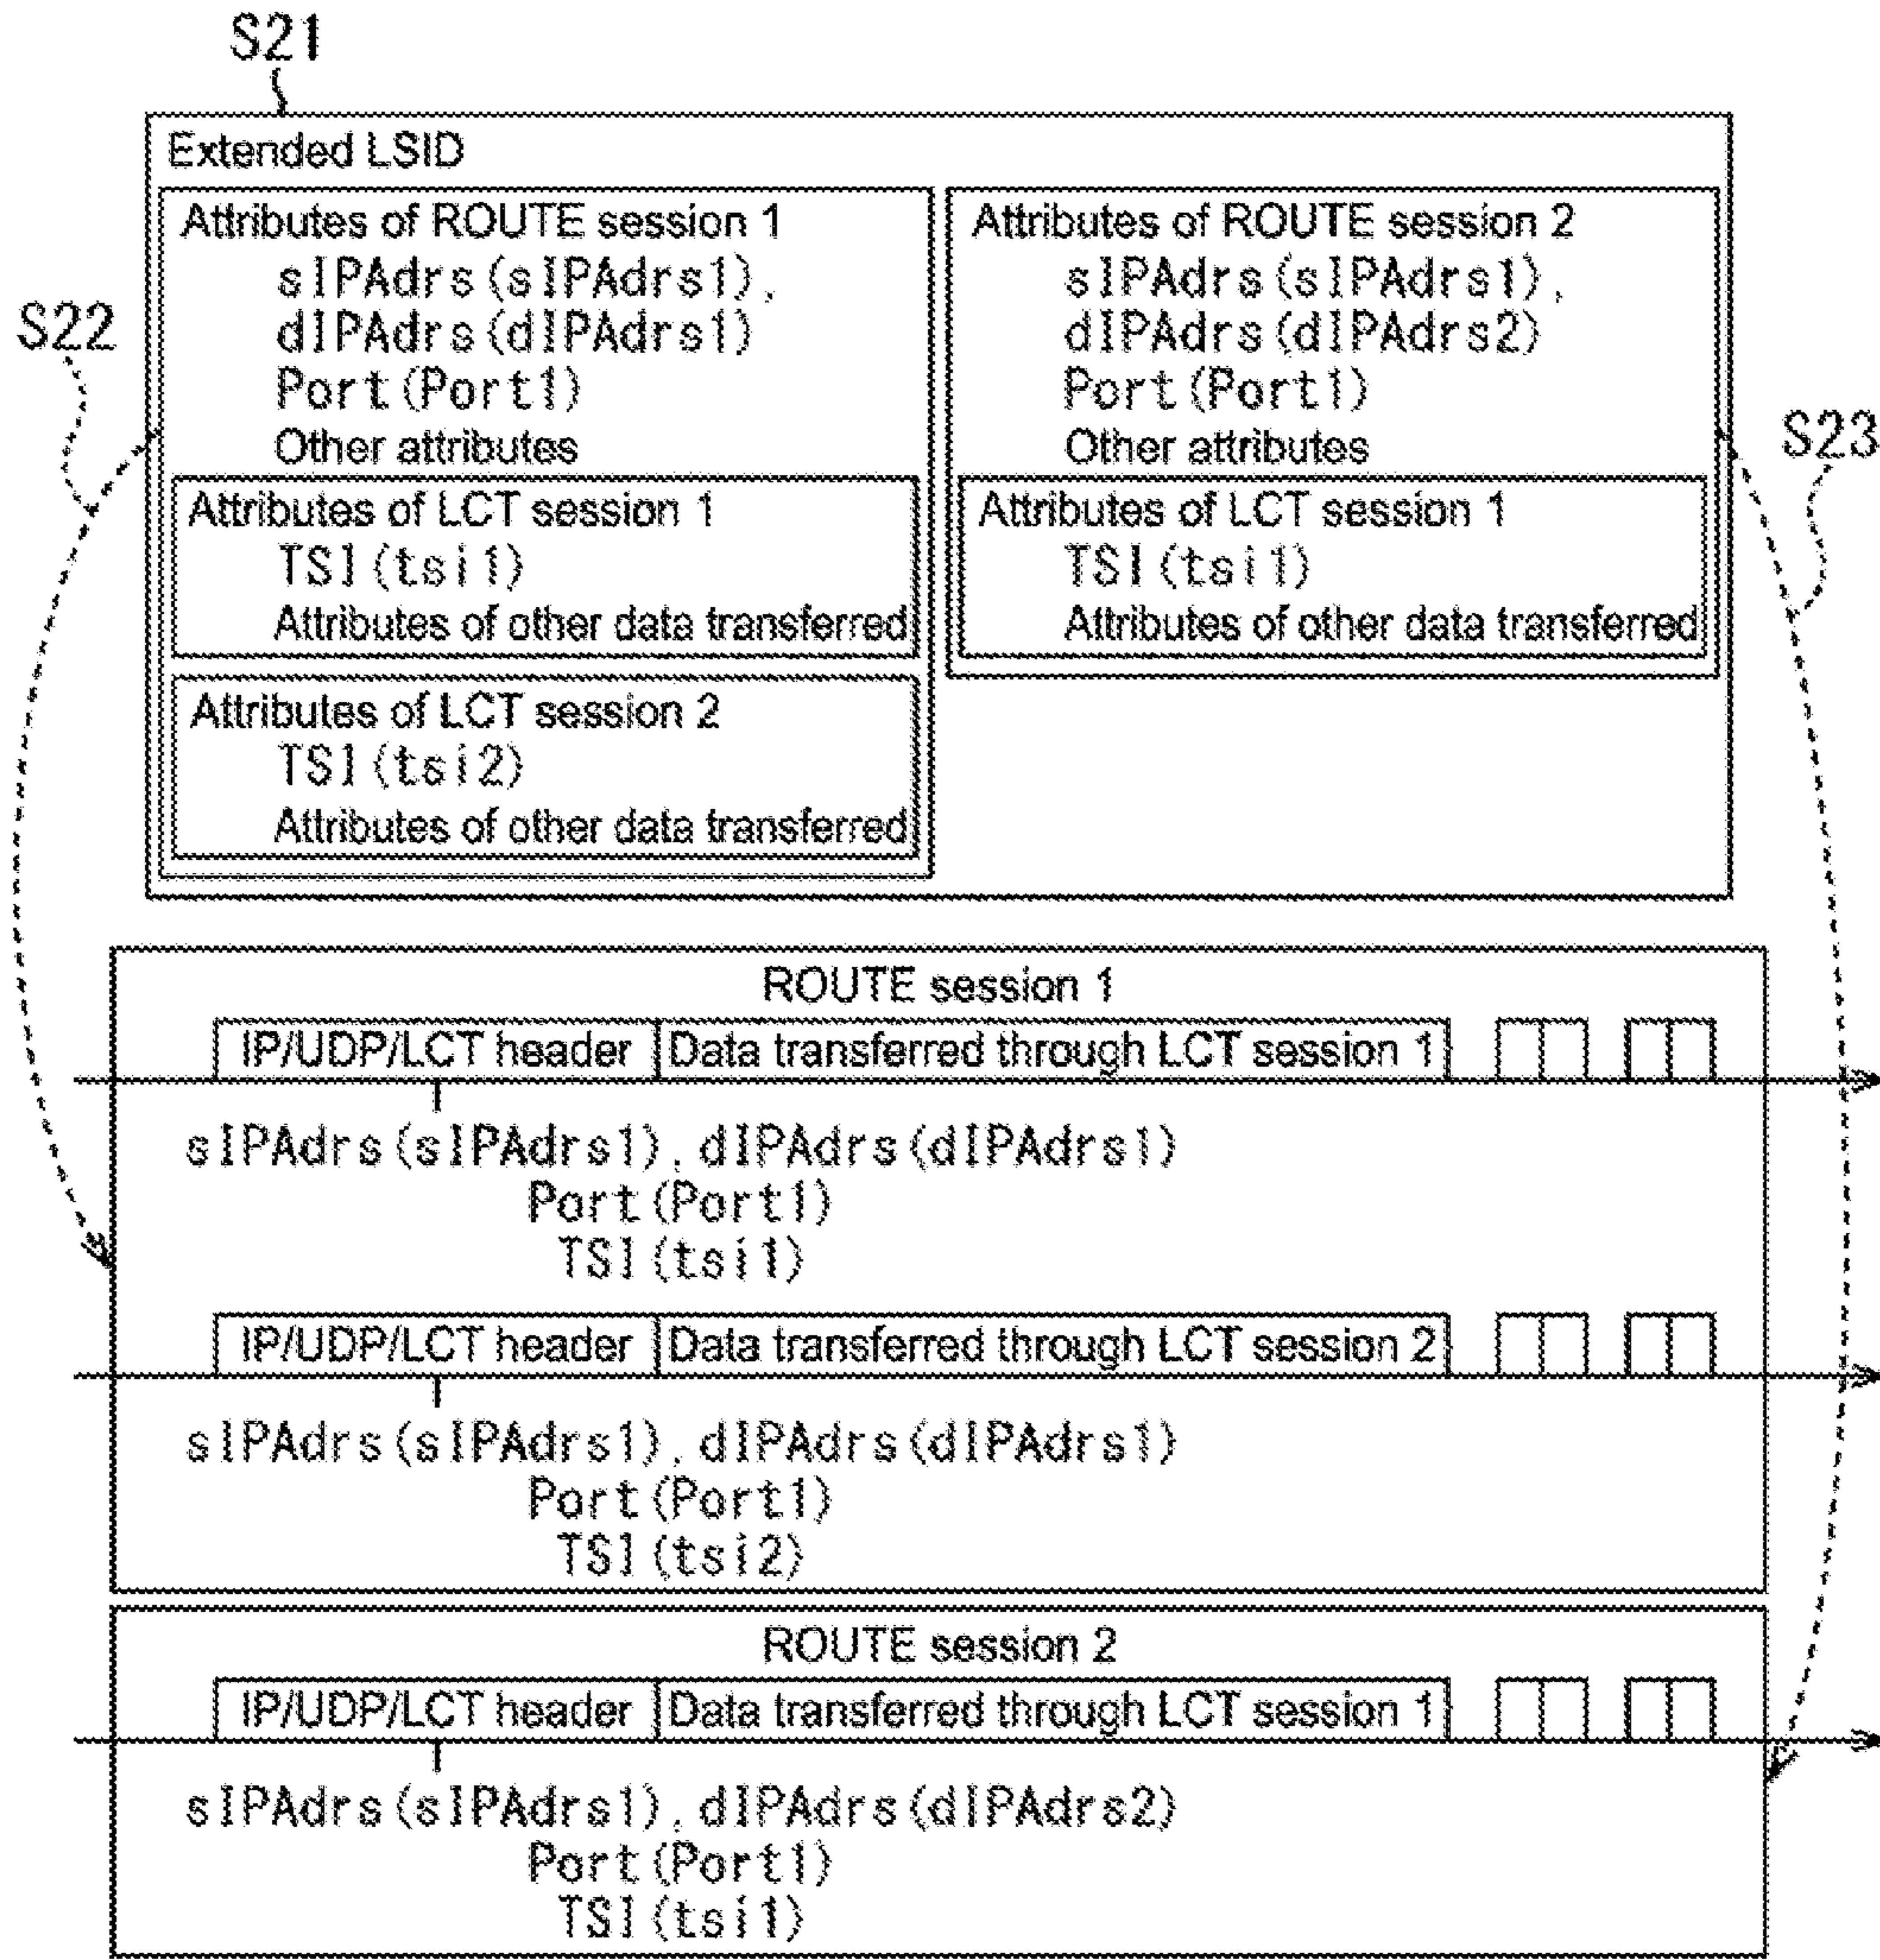 S21
Extended LSID
Attributes of ROUTE session 1
sIPAdrs(sIPAdrs1),
dIPAdrs(dIPAdrs1)
Port(Port1)
Other attributes
Attributes of LCT session 1
TSI(tsi1)
Attributes of other data transferred
Attributes of LCT session 2
TSI(tsi2)
Attributes of other data transferred
Attributes of ROUTE session 2
sIPAdrs(sIPAdrs1),
dIPAdrs(dIPAdrs2)
Port(Port1)
Other attributes
Attributes of LCT session 1
TSI(tsi1)
Attributes of other data transferred
S22
S23
ROUTE session 1
IP/UDP/LCT header Data transferred through LCT session 1
sIPAdrs(sIPAdrs1), dIPAdrs(dIPAdrs1)
Port(Port1)
TSI(tsi1)
IP/UDP/LCT header Data transferred through LCT session 2
sIPAdrs(sIPAdrs1), dIPAdrs(dIPAdrs1)
Port(Port1)
TSI(tsi2)
ROUTE session 2
IP/UDP/LCT header Data transferred through LCT session 1
sIPAdrs(sIPAdrs1), dIPAdrs(dIPAdrs2)
Port(Port1)
TSI(tsi1)